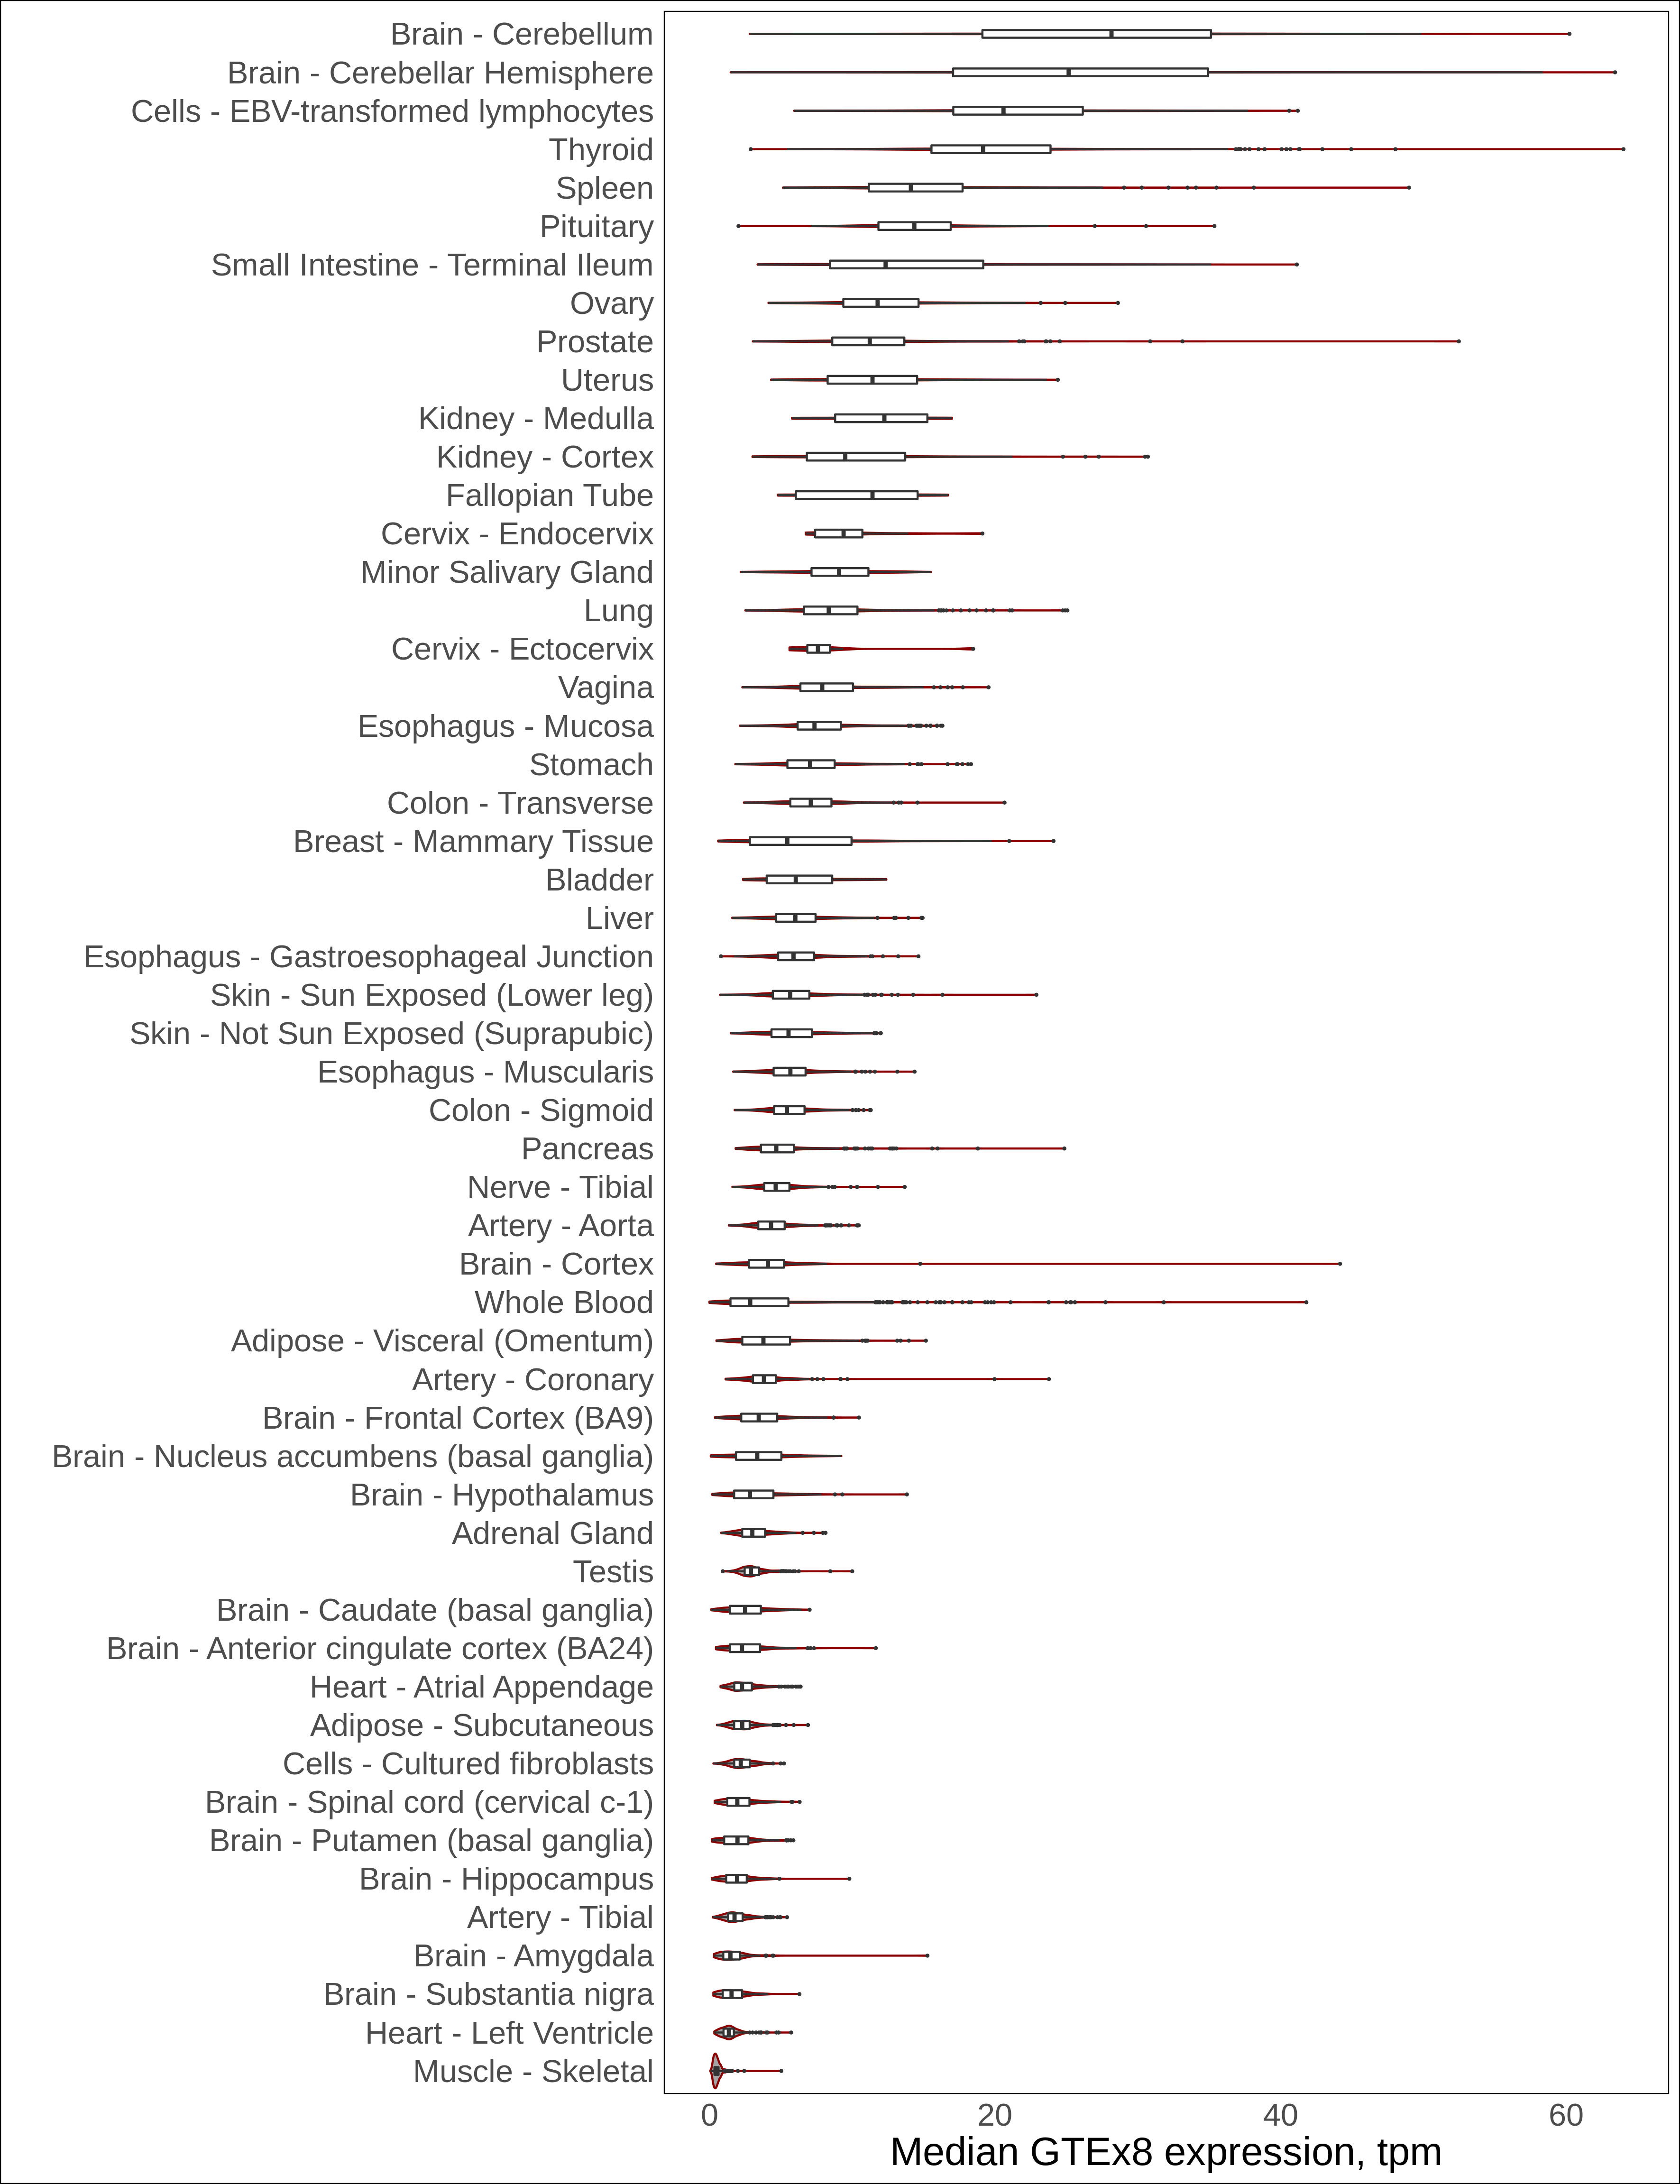 Brain - Cerebellum
Brain - Cerebellar Hemisphere
Cells - EBV-transformed lymphocytes
Thyroid
Spleen
Pituitary
Small Intestine - Terminal Ileum
Ovary
Prostate
Uterus
Kidney - Medulla
Kidney - Cortex
Fallopian Tube
Cervix - Endocervix
Minor Salivary Gland
Lung
Cervix - Ectocervix
Vagina
Esophagus - Mucosa
Stomach
Colon - Transverse
Breast - Mammary Tissue
Bladder
Liver
Esophagus - Gastroesophageal Junction
Skin - Sun Exposed (Lower leg)
Skin - Not Sun Exposed (Suprapubic)
Esophagus - Muscularis
Colon - Sigmoid
Pancreas
Nerve - Tibial
Artery - Aorta
Brain - Cortex
Whole Blood
Adipose - Visceral (Omentum)
Artery - Coronary
Brain - Frontal Cortex (BA9)
Brain - Nucleus accumbens (basal ganglia)
Brain - Hypothalamus
Adrenal Gland
Testis
Brain - Caudate (basal ganglia)
Brain - Anterior cingulate cortex (BA24)
Heart - Atrial Appendage
Adipose - Subcutaneous
Cells - Cultured fibroblasts
Brain - Spinal cord (cervical c-1)
Brain - Putamen (basal ganglia)
Brain - Hippocampus
Artery - Tibial
Brain - Amygdala
Brain - Substantia nigra
Heart - Left Ventricle
Muscle - Skeletal
0 20 40 60
Median GTEx8 expression, tpm